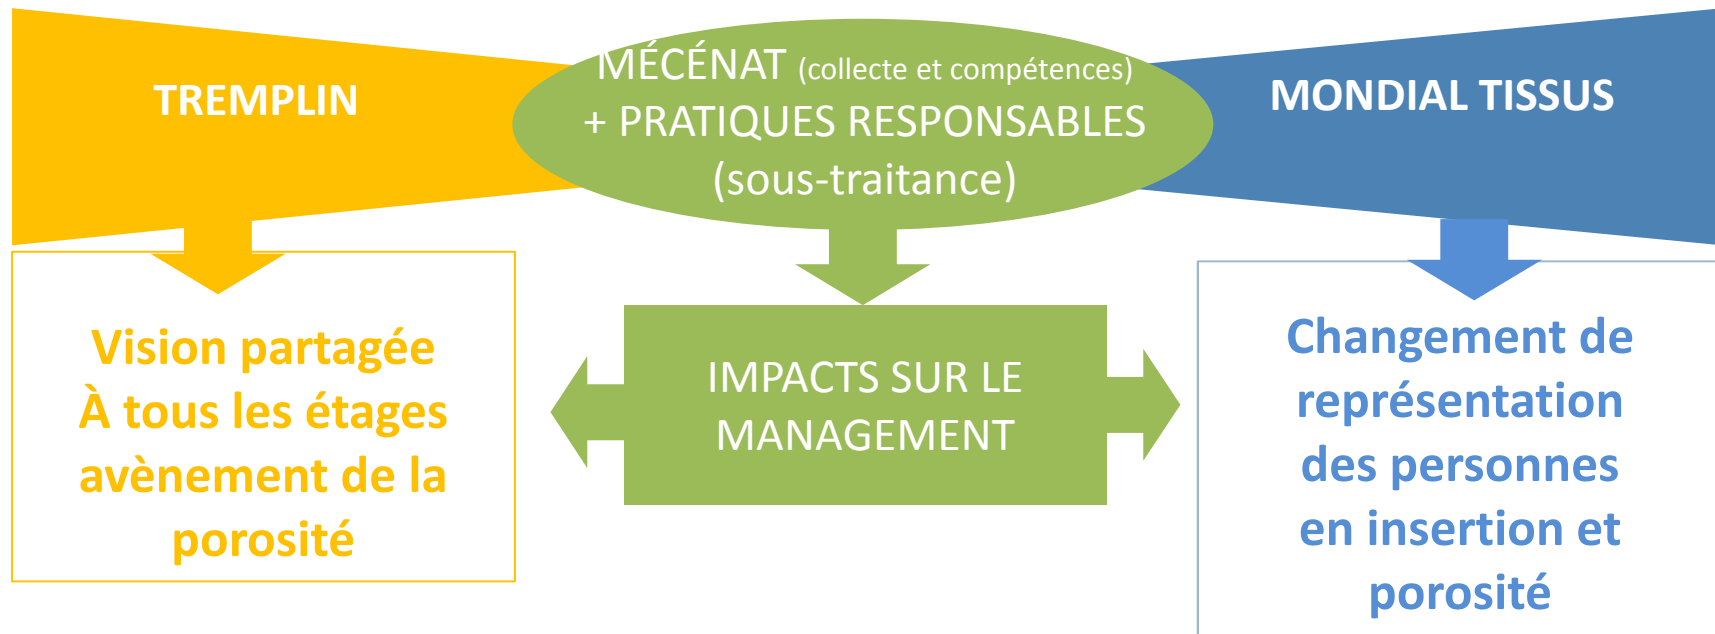 TREMPLIN
MÉCÉNAT (collecte et compétences)
+ PRATIQUES RESPONSABLES
(sous-traitance)
MONDIAL TISSUS
Vision partagée
À tous les étages
avènement de la
porosité
IMPACTS SUR LE
MANAGEMENT
Changement de
représentation
des personnes
en insertion et
porosité